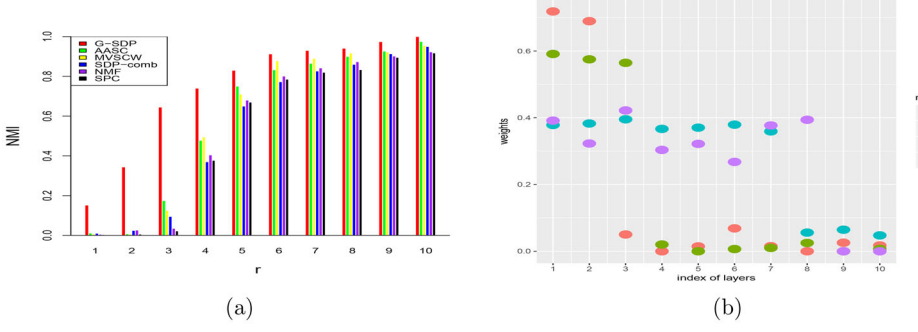 G-SDP
AASC
MVSCW
SDP-comb
NMF
SPC
NMI
0.0 0.2 0.4 0.6 0.8 1.0
1 2 3 4 5 6 7 8 9 10
r
(a)
weights
0.6
0.4
0.2
0.0
1 2 3 4 5 6 7 8 9 10
index of layers
(b)